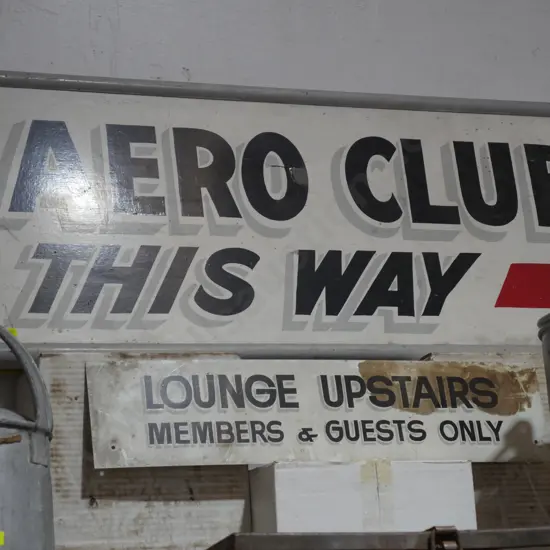 AERO CLUB
THIS WAY
LOUNGE UPSTAIRS
MEMBERS & GUESTS ONLY